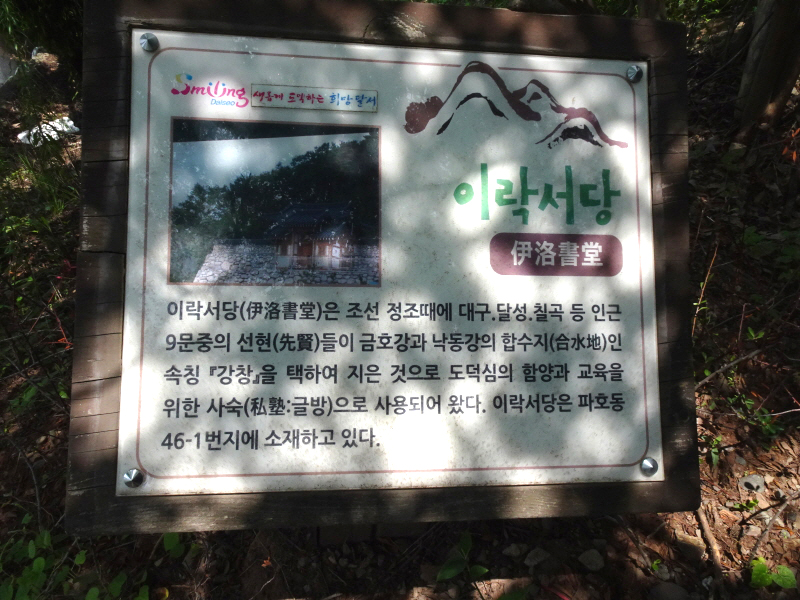 Smiling
Dalseo
새롭게 도약하는 희망달서
이락서당
伊洛書堂
이락서당(伊洛書堂)은 조선 정조때에 대구.달성.칠곡 등 인근
9문중의 선현(先賢)들이 금호강과 낙동강의 합수지(合水地)인
속칭 『강창』을 택하여 지은 것으로 도덕심의 함양과 교육을
위한 사숙(私塾:글방)으로 사용되어 왔다. 이락서당은 파호동
46-1번지에 소재하고 있다.